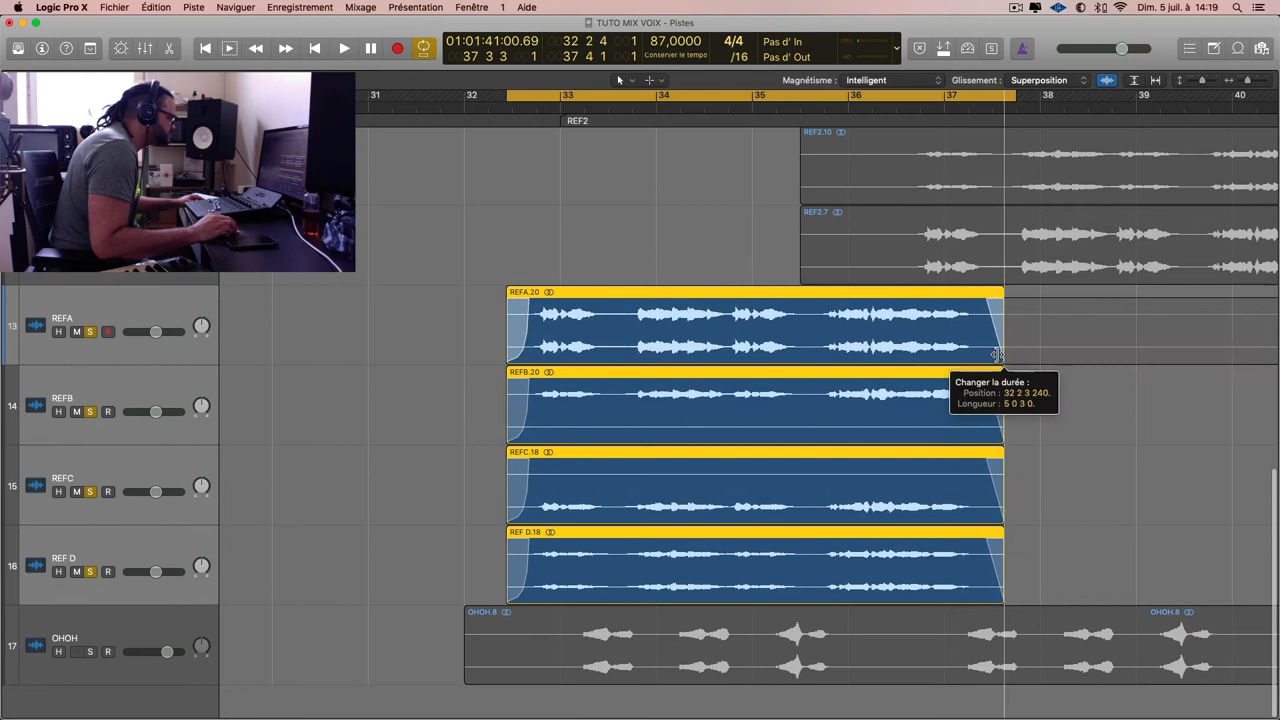 Logic Pro X Fichier Édition Piste Naviguer Enregistrement Mixage Présentation Fenêtre 1 Aide Dim. 5 juil. à 14:19
TUTO MIX VOIX - Pistes
01:01:41:00.69 32 2 4 1 87,0000 4/4 Pas d' In
37 3 3 1 37 4 1 1 Conserver le tempo /16 Pas d' Out
CPU
Magnétisme : Intelligent Glissement : Superposition
31 32 33 34 35 36 37 38 39 40
REF2
REF2.10
REF2.7
13 REFA
H M S R
REFA.20
Changer la durée :
Position : 32 2 3 240.
Longueur : 5 0 3 0.
14 REFB
H M S R
REFB.20
15 REFC
H M S R
REFC.18
16 REF D
H M S R
REF D.18
17 OHOH
H S R
OHOH.8 OHOH.8